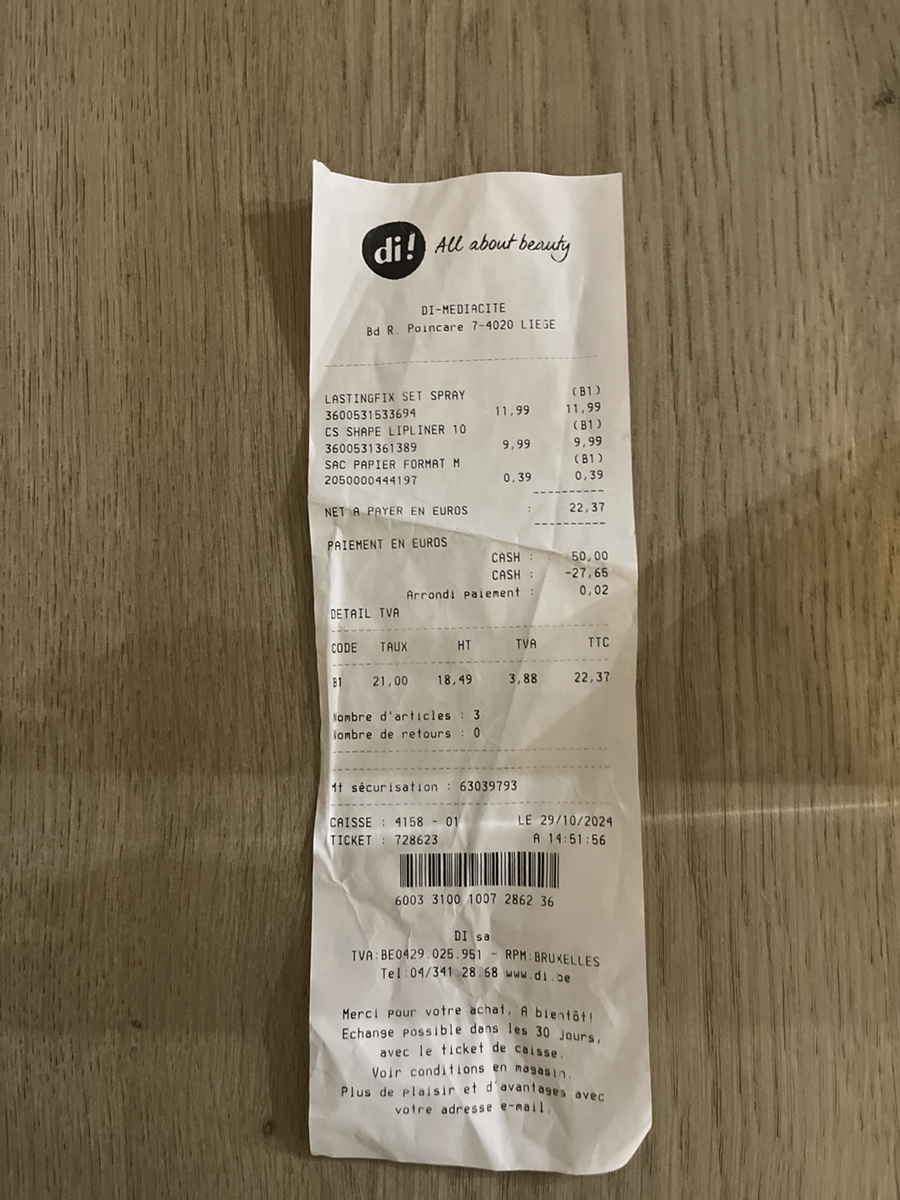 di! All about beauty
DI-MEDIACITE
Bd R. Poincare 7-4020 LIEGE
LASTINGFIX SET SPRAY (B1)
3600531533694 11,99 11,99
CS SHAPE LIPLINER 10 (B1)
3600531361389 9,99 9,99
SAC PAPIER FORMAT M (B1)
2050000444197 0,39 0,39
NET A PAYER EN EUROS : 22,37
PAIEMENT EN EUROS
CASH : 50,00
CASH : -27,65
Arrondi paiement : 0,02
DETAIL TVA
CODE TAUX HT TVA TTC
B1 21,00 18,49 3,88 22,37
Nombre d'articles : 3
Nombre de retours : 0
Mt sécurisation : 63039793
CAISSE : 4158 - 01 LE 29/10/2024
TICKET : 728623 A 14:51:56
6003 3100 1007 2862 36
DI sa
TVA:BE0429.025.951 - RPM:BRUXELLES
Tel:04/341.28.68 www.di.be
Merci pour votre achat, A bientôt!
Echange possible dans les 30 jours,
avec le ticket de caisse.
Voir conditions en magasin.
Plus de plaisir et d'avantages avec
votre adresse e-mail.